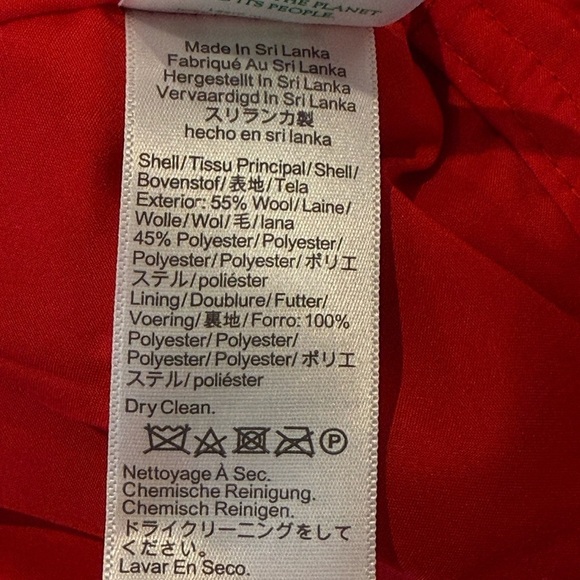 THE PLANET
ITS PEOPLE.
Made In Sri Lanka
Fabriqué Au Sri Lanka
Hergestellt In Sri Lanka
Vervaardigd In Sri Lanka
スリランカ製
hecho en sri lanka
Shell/Tissu Principal/Shell/
Bovenstof/表地/Tela
Exterior: 55% Wool/Laine/
Wolle/Wol/毛/lana
45% Polyester/Polyester/
Polyester/Polyester/ポリエ
ステル/poliéster
Lining/Doublure/Futter/
Voering/裏地/Forro: 100%
Polyester/Polyester/
Polyester/Polyester/ポリエ
ステル/poliéster
Dry Clean.
P
Nettoyage À Sec.
Chemische Reinigung.
Chemisch Reinigen.
ドライクリーニングをして
ください。
Lavar En Seco.